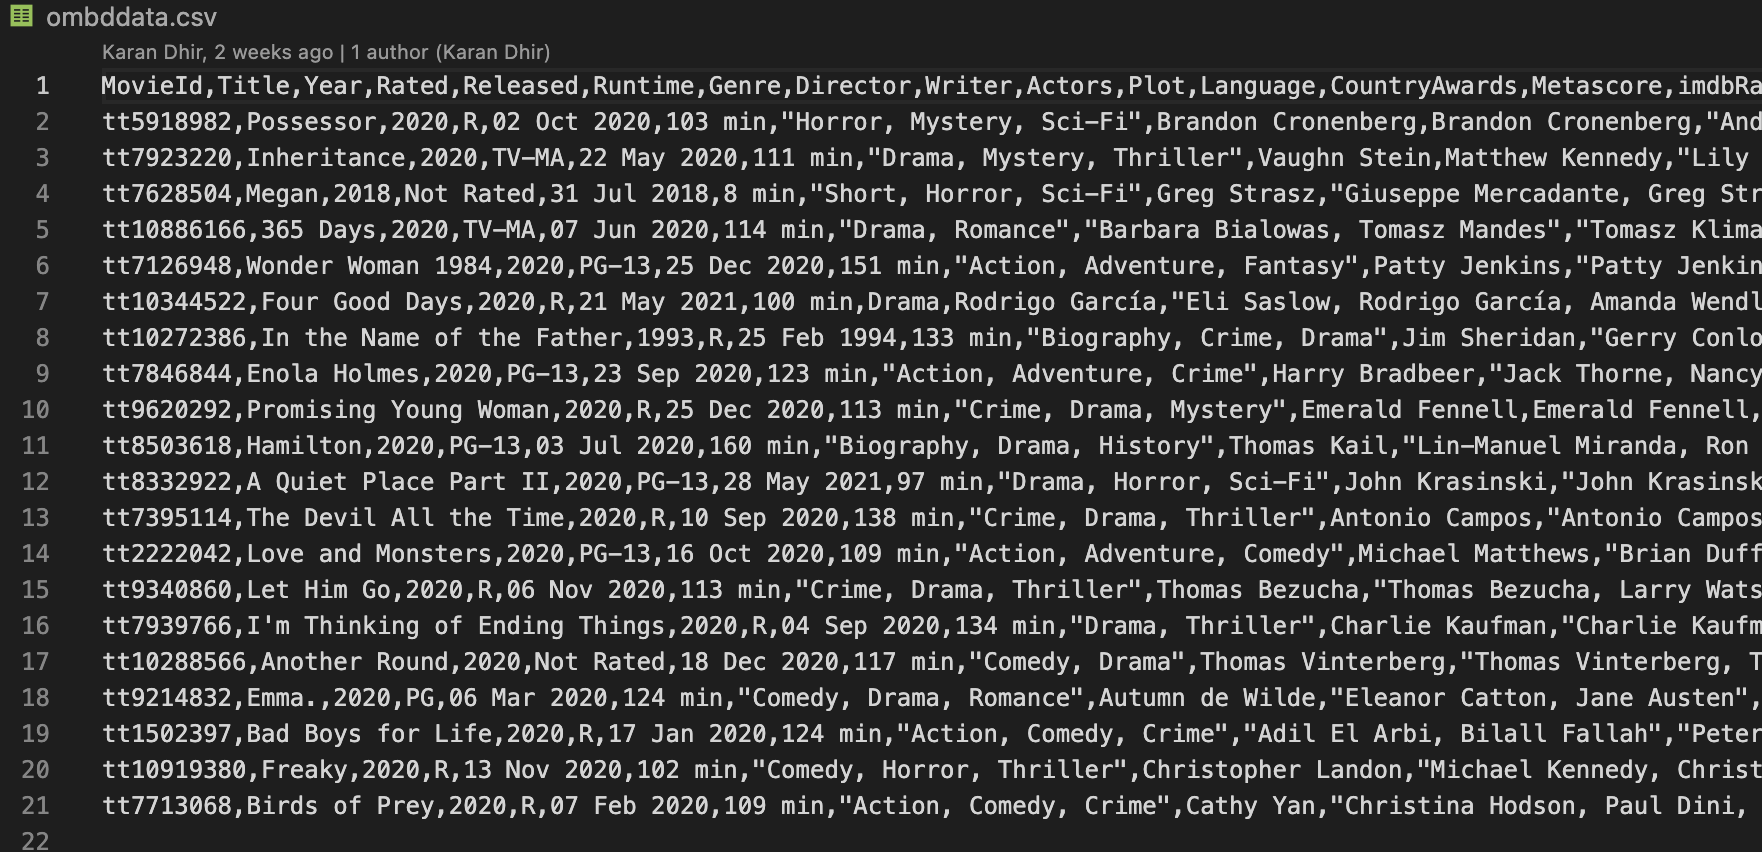 ombddata.csv
Karan Dhir, 2 weeks ago | 1 author (Karan Dhir)
1 MovieId,Title,Year,Rated,Released,Runtime,Genre,Director,Writer,Actors,Plot,Language,CountryAwards,Metascore,imdbRa
2 tt5918982,Possessor,2020,R,02 Oct 2020,103 min,"Horror, Mystery, Sci-Fi",Brandon Cronenberg,Brandon Cronenberg,"And
3 tt7923220,Inheritance,2020,TV-MA,22 May 2020,111 min,"Drama, Mystery, Thriller",Vaughn Stein,Matthew Kennedy,"Lily
4 tt7628504,Megan,2018,Not Rated,31 Jul 2018,8 min,"Short, Horror, Sci-Fi",Greg Strasz,"Giuseppe Mercadante, Greg Str
5 tt10886166,365 Days,2020,TV-MA,07 Jun 2020,114 min,"Drama, Romance","Barbara Bialowas, Tomasz Mandes","Tomasz Klima
6 tt7126948,Wonder Woman 1984,2020,PG-13,25 Dec 2020,151 min,"Action, Adventure, Fantasy",Patty Jenkins,"Patty Jenkin
7 tt10344522,Four Good Days,2020,R,21 May 2021,100 min,Drama,Rodrigo García,"Eli Saslow, Rodrigo García, Amanda Wendl
8 tt10272386,In the Name of the Father,1993,R,25 Feb 1994,133 min,"Biography, Crime, Drama",Jim Sheridan,"Gerry Conlo
9 tt7846844,Enola Holmes,2020,PG-13,23 Sep 2020,123 min,"Action, Adventure, Crime",Harry Bradbeer,"Jack Thorne, Nancy
10 tt9620292,Promising Young Woman,2020,R,25 Dec 2020,113 min,"Crime, Drama, Mystery",Emerald Fennell,Emerald Fennell,
11 tt8503618,Hamilton,2020,PG-13,03 Jul 2020,160 min,"Biography, Drama, History",Thomas Kail,"Lin-Manuel Miranda, Ron
12 tt8332922,A Quiet Place Part II,2020,PG-13,28 May 2021,97 min,"Drama, Horror, Sci-Fi",John Krasinski,"John Krasinsk
13 tt7395114,The Devil All the Time,2020,R,10 Sep 2020,138 min,"Crime, Drama, Thriller",Antonio Campos,"Antonio Campos
14 tt2222042,Love and Monsters,2020,PG-13,16 Oct 2020,109 min,"Action, Adventure, Comedy",Michael Matthews,"Brian Duff
15 tt9340860,Let Him Go,2020,R,06 Nov 2020,113 min,"Crime, Drama, Thriller",Thomas Bezucha,"Thomas Bezucha, Larry Wats
16 tt7939766,I'm Thinking of Ending Things,2020,R,04 Sep 2020,134 min,"Drama, Thriller",Charlie Kaufman,"Charlie Kaufm
17 tt10288566,Another Round,2020,Not Rated,18 Dec 2020,117 min,"Comedy, Drama",Thomas Vinterberg,"Thomas Vinterberg, T
18 tt9214832,Emma.,2020,PG,06 Mar 2020,124 min,"Comedy, Drama, Romance",Autumn de Wilde,"Eleanor Catton, Jane Austen",
19 tt1502397,Bad Boys for Life,2020,R,17 Jan 2020,124 min,"Action, Comedy, Crime","Adil El Arbi, Bilall Fallah","Peter
20 tt10919380,Freaky,2020,R,13 Nov 2020,102 min,"Comedy, Horror, Thriller",Christopher Landon,"Michael Kennedy, Christ
21 tt7713068,Birds of Prey,2020,R,07 Feb 2020,109 min,"Action, Comedy, Crime",Cathy Yan,"Christina Hodson, Paul Dini,
22